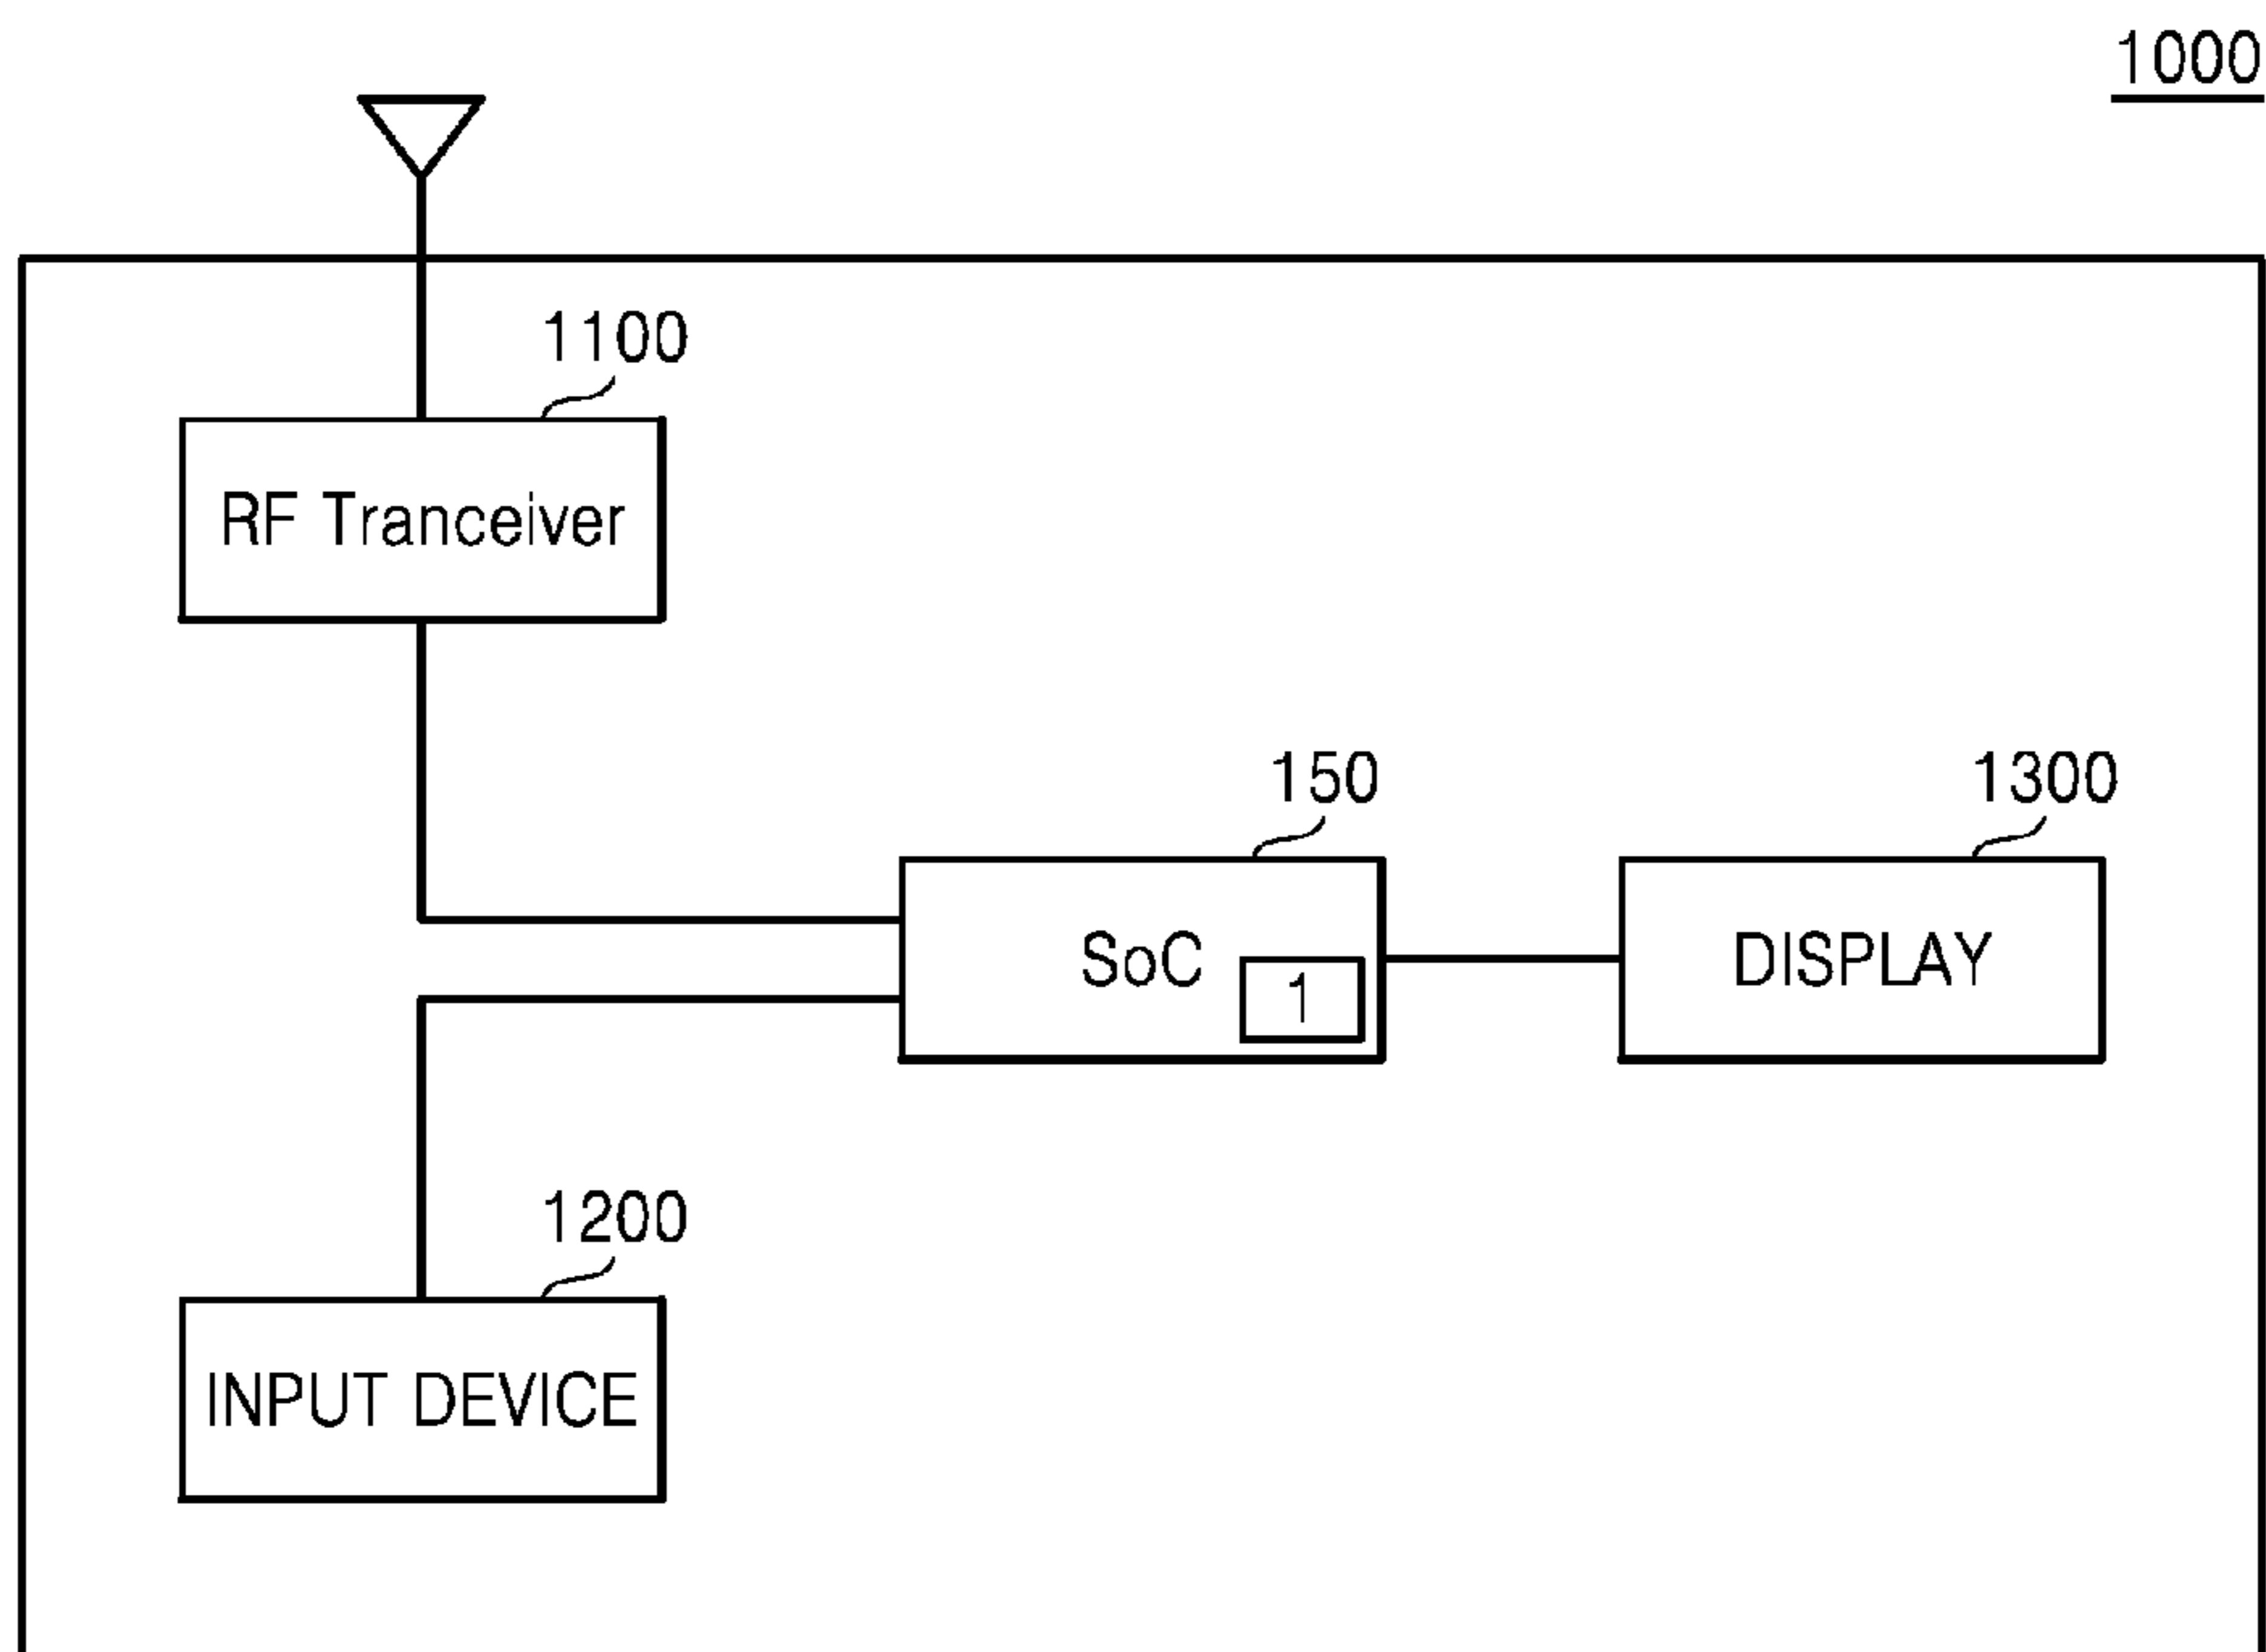 1000
1100
RF Tranceiver
150
1300
SoC
1
DISPLAY
1200
INPUT DEVICE